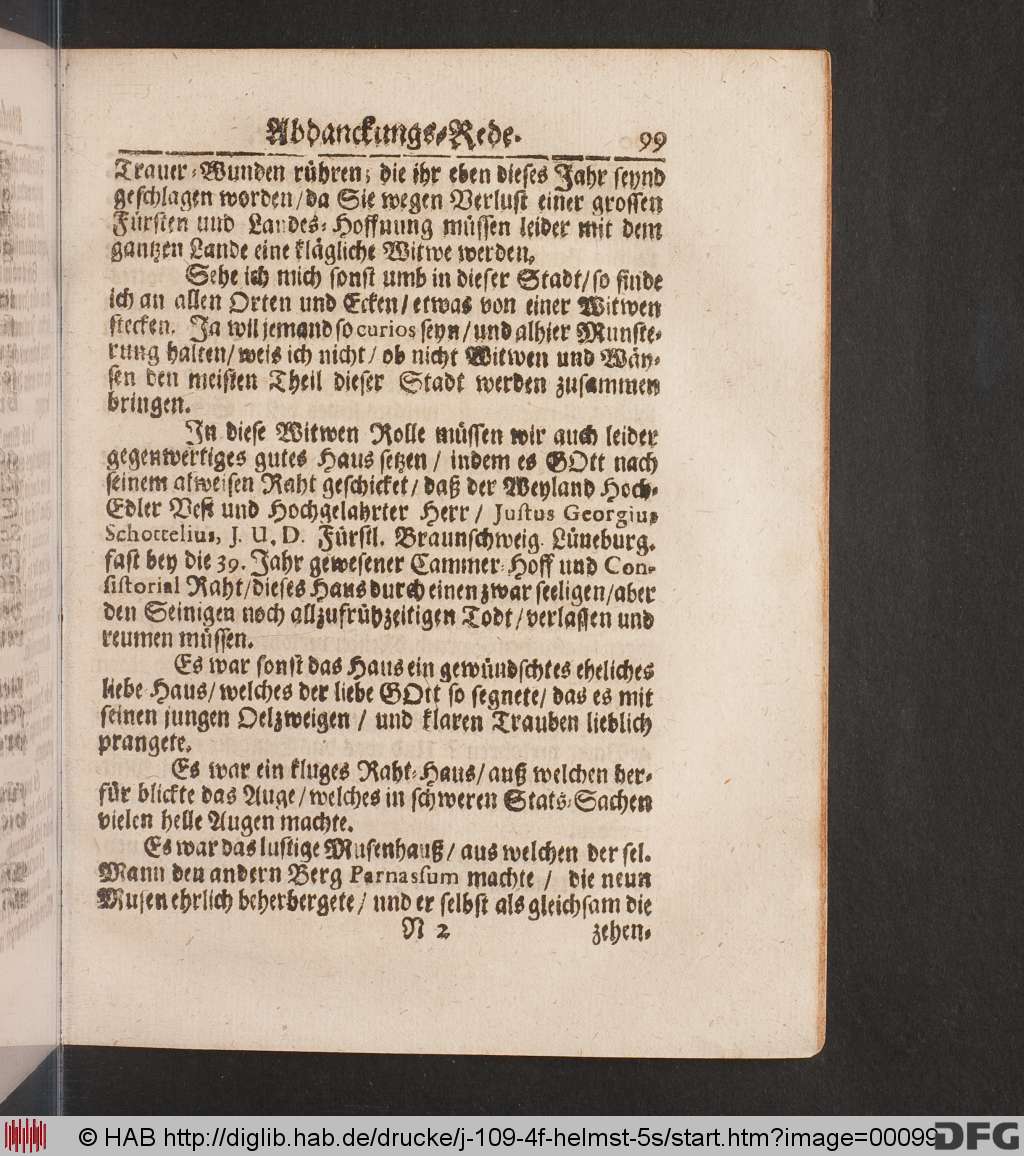 Abdanckungs-Rede. 99
Trauer-Wunden rühren; die ihr eben dieses Jahr seynd
geschlagen worden/da Sie wegen Verlust einer grossen
Fürsten und Landes-Hoffnung müssen leider mit dem
gantzen Lande eine klägliche Witwe werden.
Sehe ich mich sonst umb in dieser Stadt/so finde
ich an allen Orten und Ecken/etwas von einer Witwen
stecken. Ja wil jemand so curios seyn/und alhier Munste-
rung halten/weis ich nicht/ob nicht Witwen und Wäy-
sen den meisten Theil dieser Stadt werden zusammen
bringen.
In diese Witwen Rolle müssen wir auch leider
gegenwertiges gutes Haus setzen/ indem es GOtt nach
seinem alweisen Raht geschicket/ daß der Weyland Hoch-
Edler Vest und Hochgelahrter Herr/ Justus Georgius
Schottelius, J. U. D. Fürstl. Braunschweig. Lüneburg.
fast bey die 39. Jahr gewesener Cammer-Hoff und Con-
sistorial Raht/dieses Haus durch einen zwar seeligen/aber
den Seinigen noch allzufrühzeitigen Todt/verlassen und
reumen müssen.
Es war sonst das Haus ein gewündschtes eheliches
liebe Haus/welches der liebe GOtt so segnete/das es mit
seinen jungen Oelzweigen/ und klaren Trauben lieblich
prangete.
Es war ein kluges Raht-Haus/auß welchen her-
für blickte das Auge/welches in schweren Stats-Sachen
vielen helle Augen machte.
Es war das lustige Musenhauß/aus welchen der sel.
Mann den andern Berg Parnassum machte/ die neun
Musen ehrlich beherbergete/ und er selbst als gleichsam die
N 2 zehen-
© HAB http://diglib.hab.de/drucke/j-109-4f-helmst-5s/start.htm?image=00099
DFG